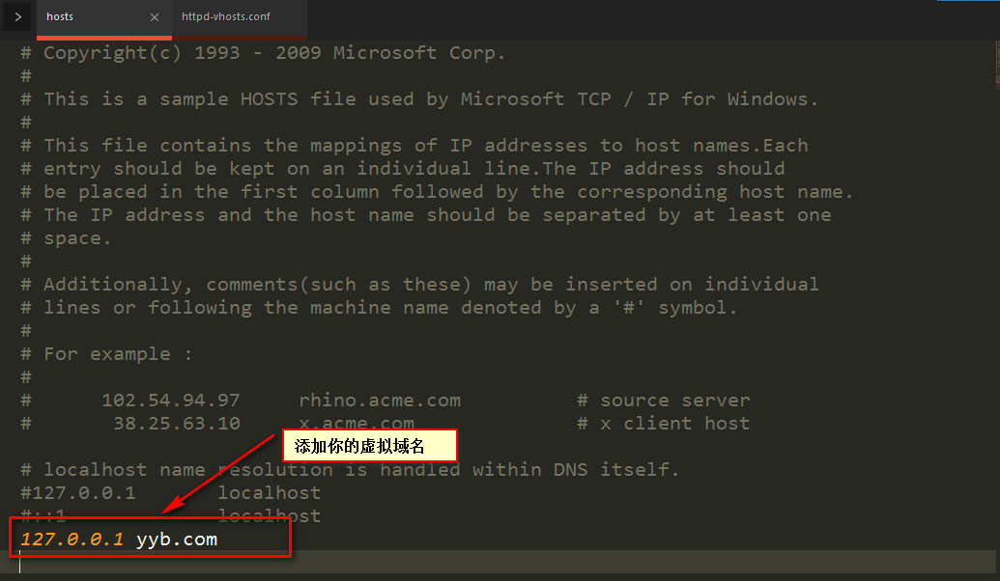 hosts
httpd-vhosts.conf
# Copyright(c) 1993 - 2009 Microsoft Corp.
#
# This is a sample HOSTS file used by Microsoft TCP / IP for Windows.
#
# This file contains the mappings of IP addresses to host names.Each
# entry should be kept on an individual line.The IP address should
# be placed in the first column followed by the corresponding host name.
# The IP address and the host name should be separated by at least one
# space.
#
# Additionally, comments(such as these) may be inserted on individual
# lines or following the machine name denoted by a '#' symbol.
#
# For example :
#
# 102.54.94.97 rhino.acme.com # source server
# 38.25.63.10 x.acme.com # x client host
添加你的虚拟域名
# localhost name resolution is handled within DNS itself.
#127.0.0.1 localhost
#::1 localhost
127.0.0.1 yyb.com